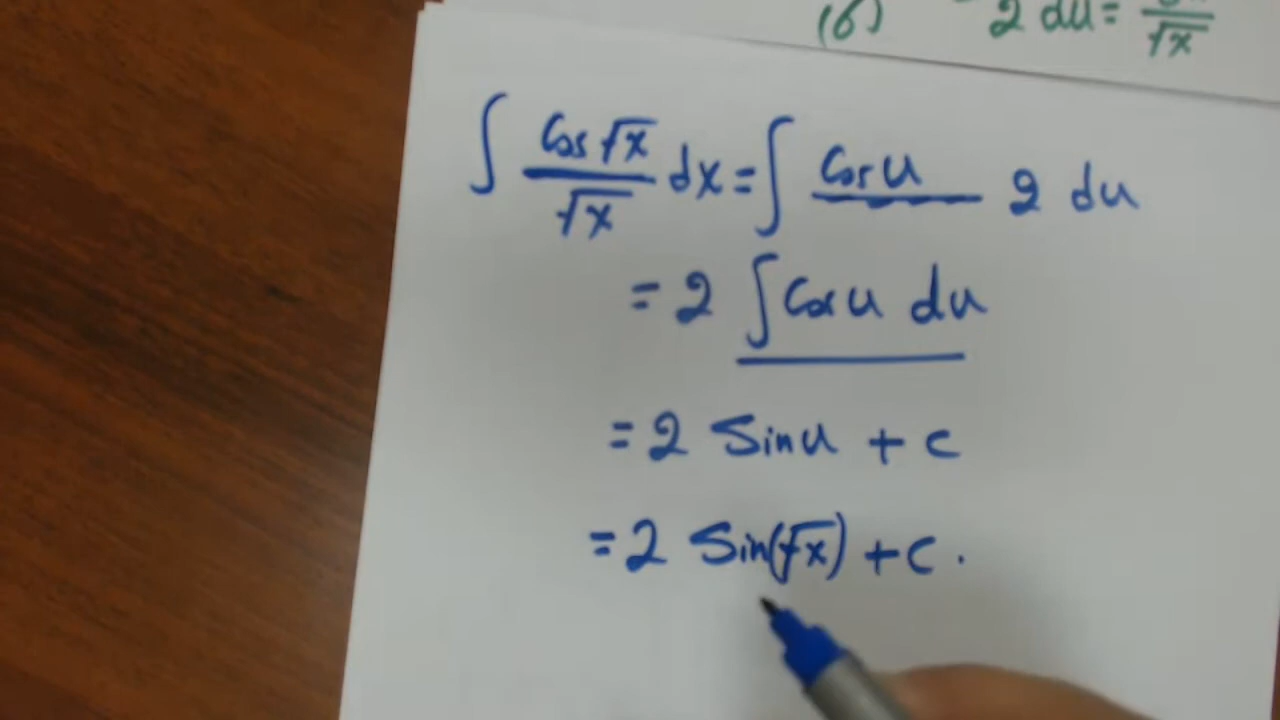 (6) 2 du = /√x
∫ cos √x/√x dx = ∫ cos u/ 2 du
= 2 ∫ cos u du
= 2 Sin u + c
= 2 Sin(√x) + c.